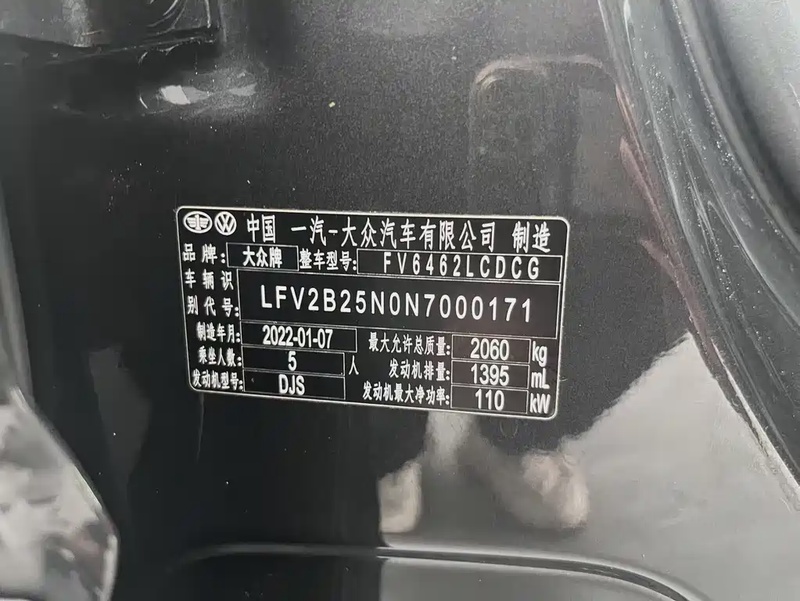 中国 一汽-大众汽车有限公司 制造
品牌: 大众牌 整车型号: FV6462LCDCG
车辆识别代号: LFV2B25N0N7000171
制造年月: 2022-01-07 最大允许总质量: 2060 kg
乘坐人数: 5 人 发动机排量: 1395 mL
发动机型号: DJS 发动机最大净功率: 110 kW